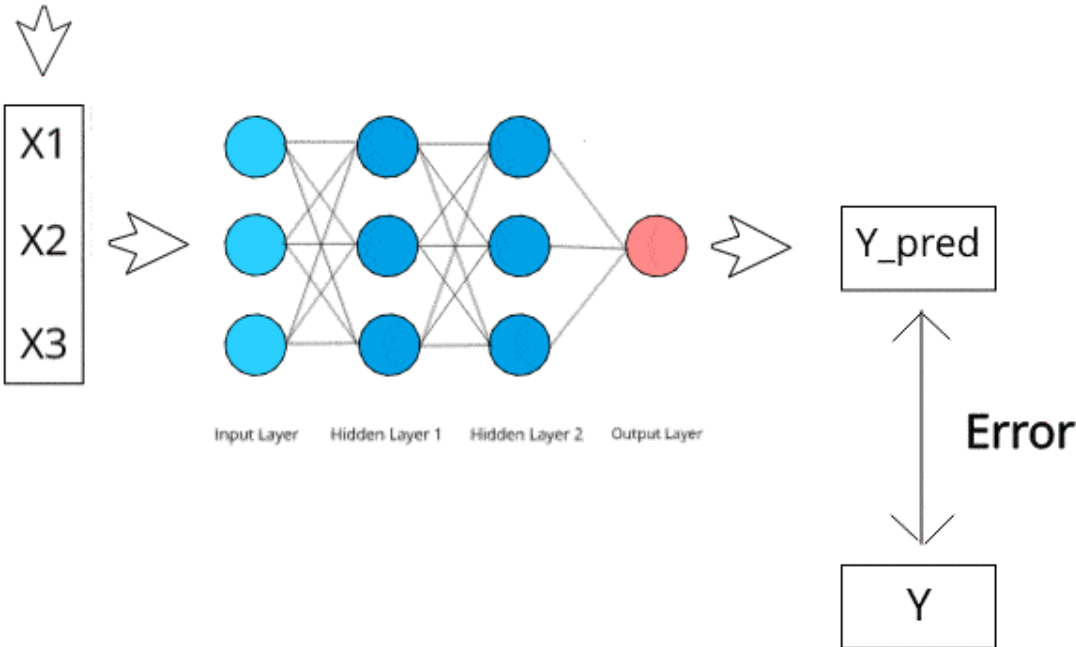 X1
X2
X3
Input Layer
Hidden Layer 1
Hidden Layer 2
Output Layer
Y_pred
Error
Y